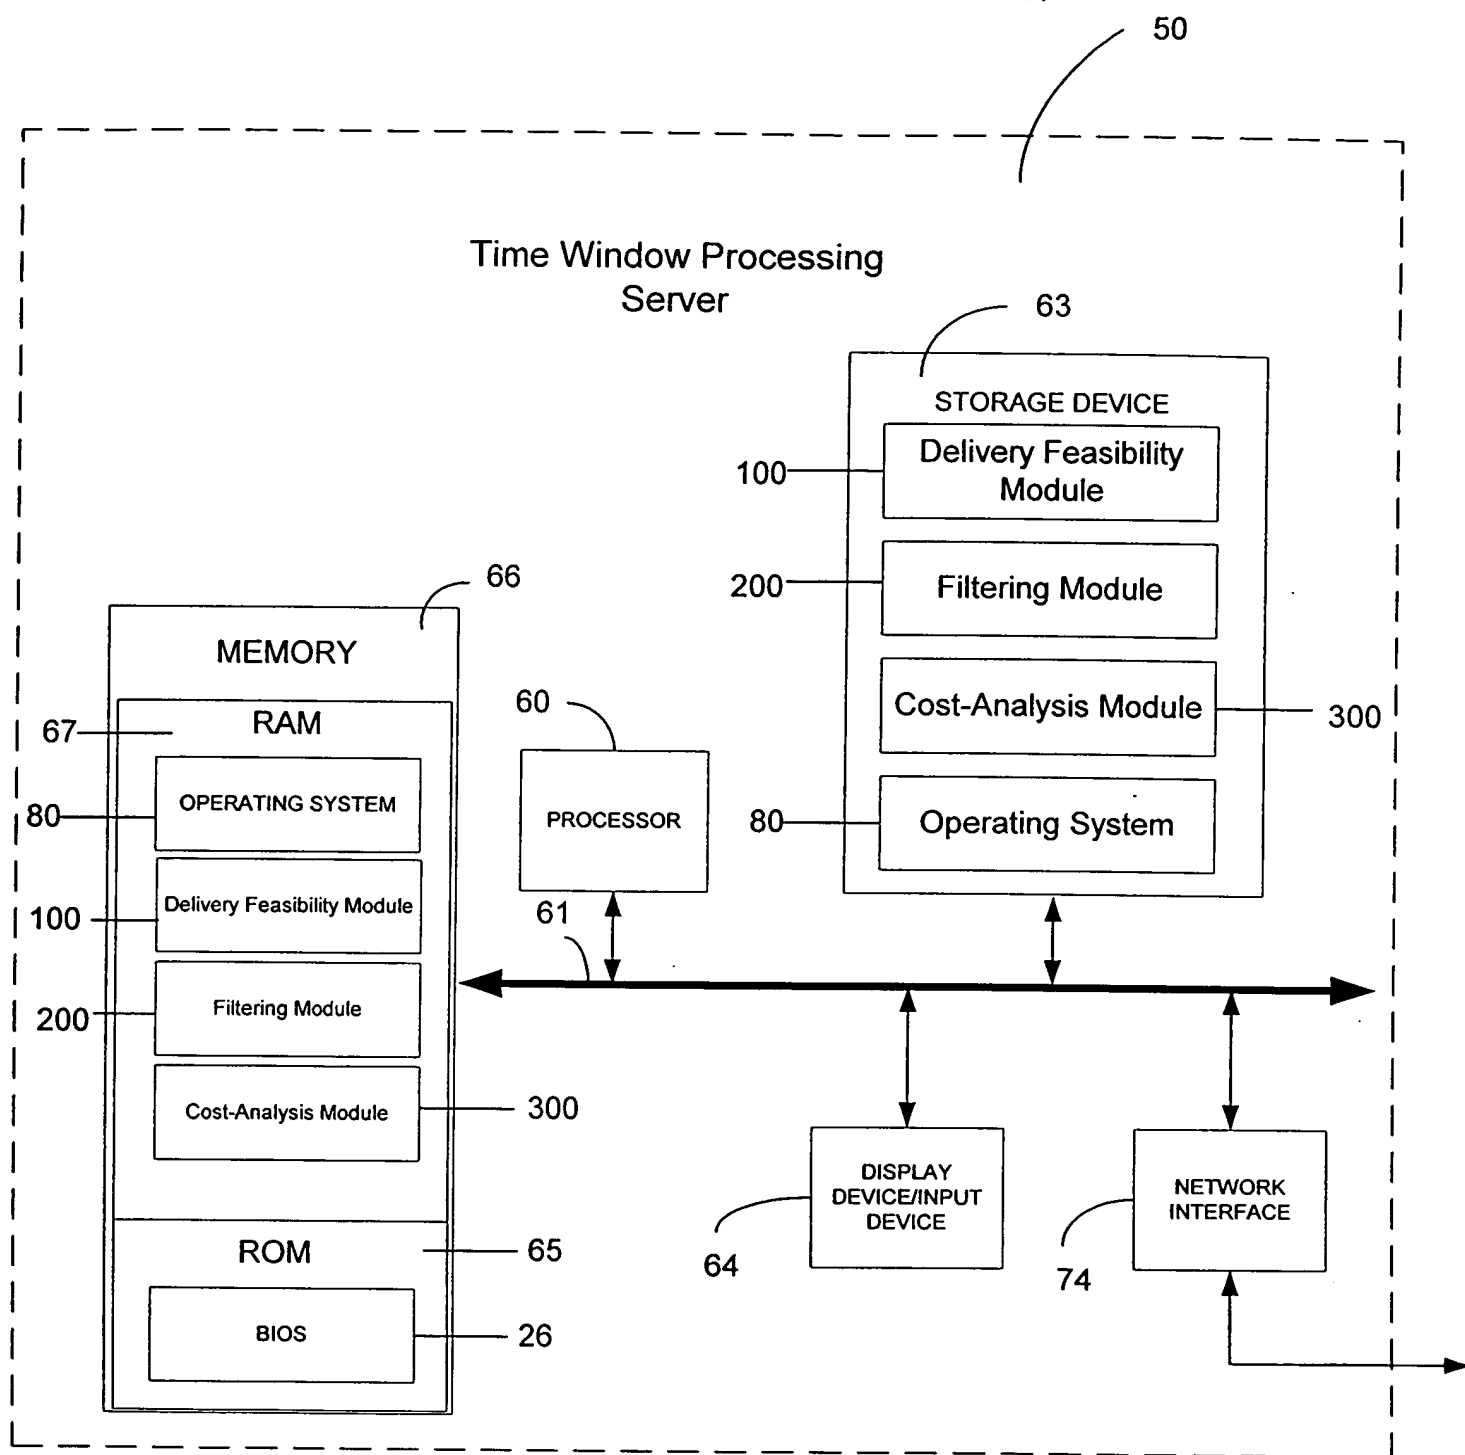 50
Time Window Processing
Server
63
STORAGE DEVICE
100
Delivery Feasibility
Module
200
Filtering Module
Cost-Analysis Module
300
80
Operating System
66
MEMORY
67
RAM
80
OPERATING SYSTEM
100
Delivery Feasibility Module
200
Filtering Module
Cost-Analysis Module
300
ROM
65
BIOS
26
60
PROCESSOR
61
DISPLAY
DEVICE/INPUT
DEVICE
64
NETWORK
INTERFACE
74